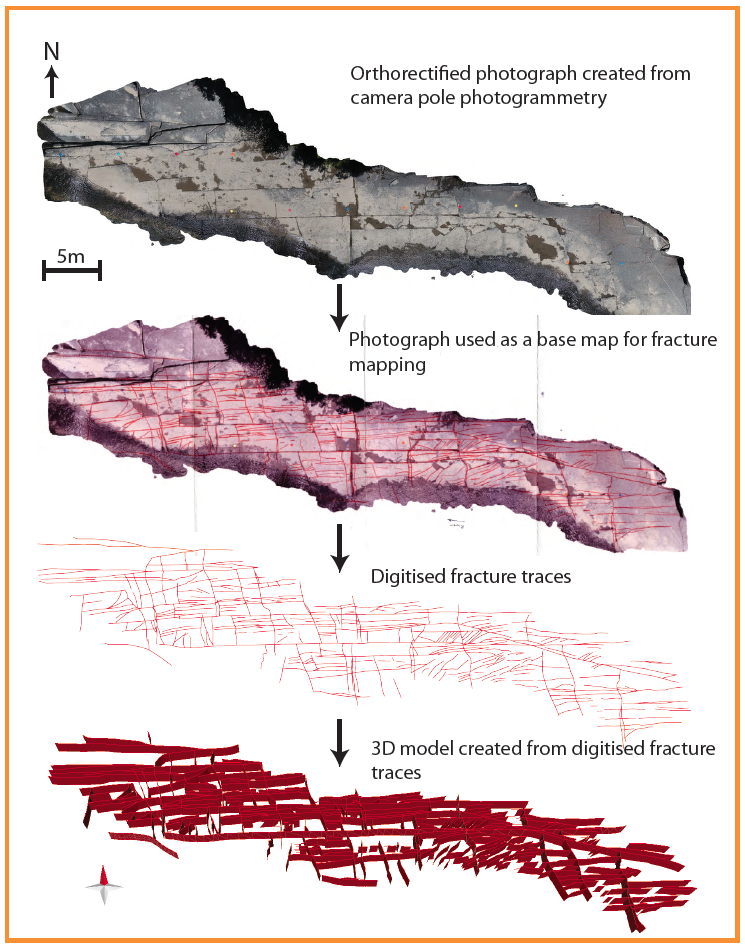 N
Orthorectified photograph created from
camera pole photogrammetry
5m
Photograph used as a base map for fracture
mapping
Digitised fracture traces
3D model created from digitised fracture
traces